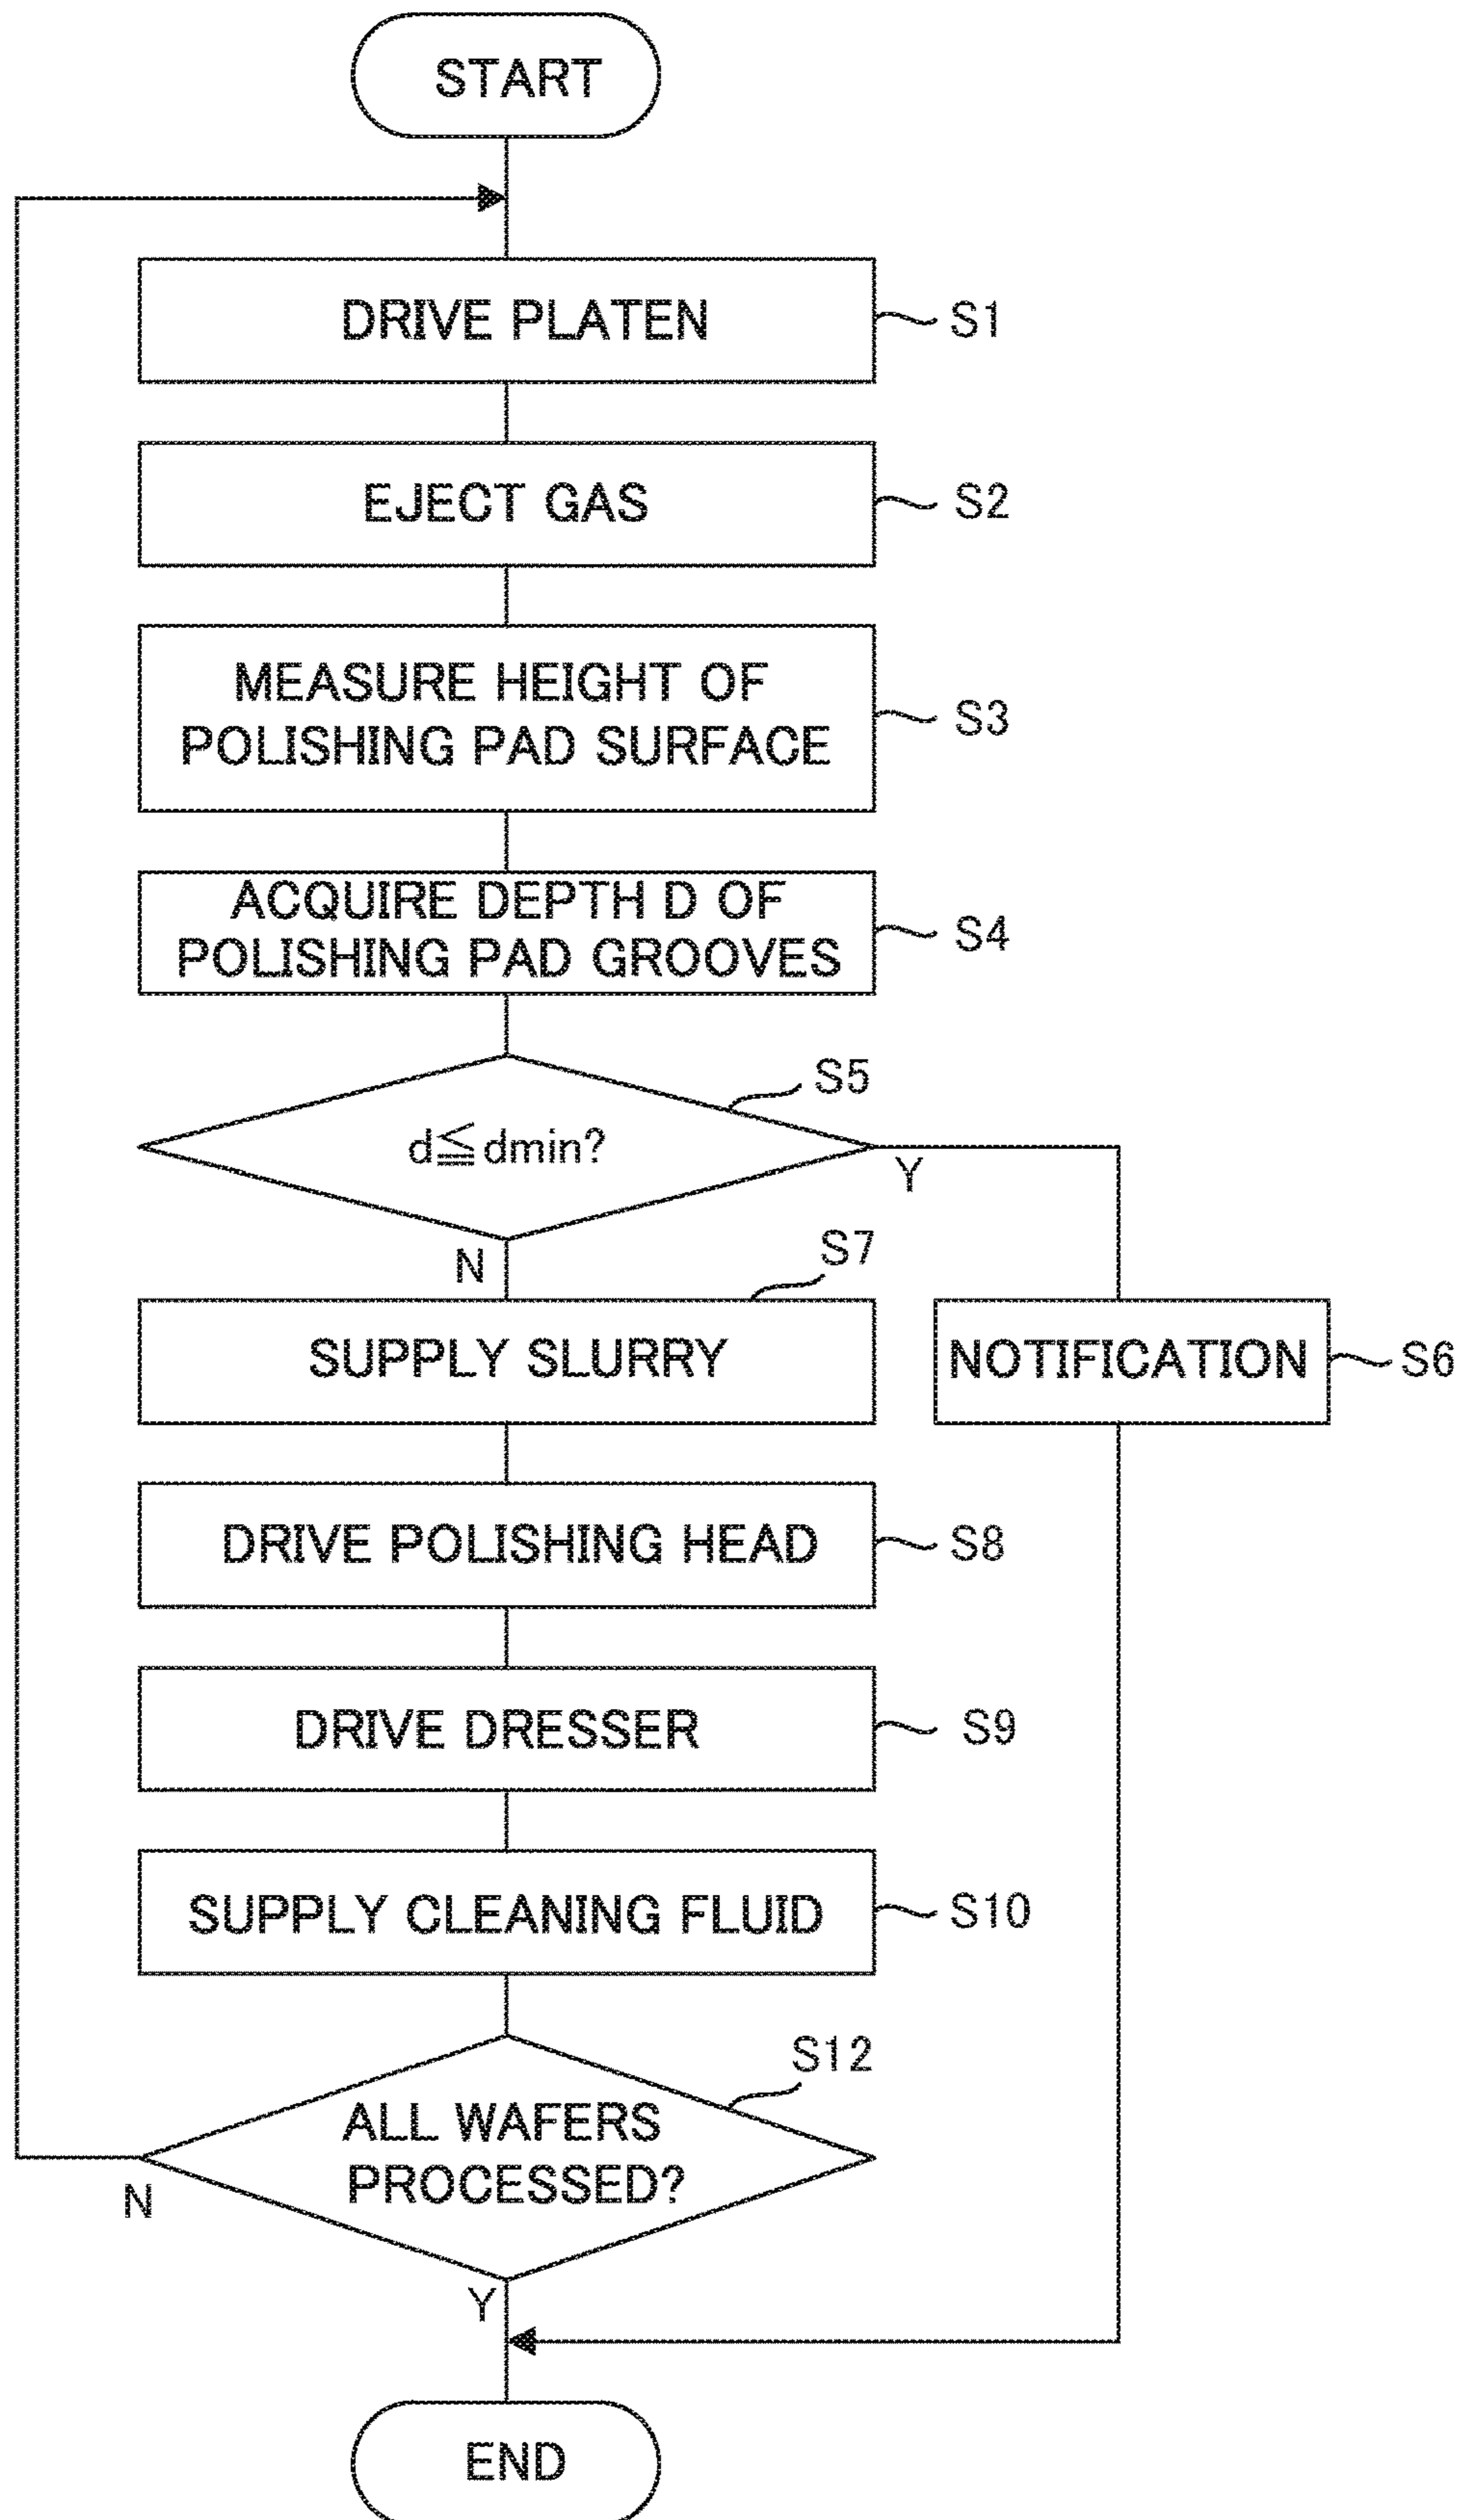 START
DRIVE PLATEN
S1
EJECT GAS
S2
MEASURE HEIGHT OF
POLISHING PAD SURFACE
S3
ACQUIRE DEPTH D OF
POLISHING PAD GROOVES
S4
S5
d≦dmin?
Y
N
S7
SUPPLY SLURRY
NOTIFICATION
S6
DRIVE POLISHING HEAD
S8
DRIVE DRESSER
S9
SUPPLY CLEANING FLUID
S10
S12
ALL WAFERS
PROCESSED?
N
Y
END